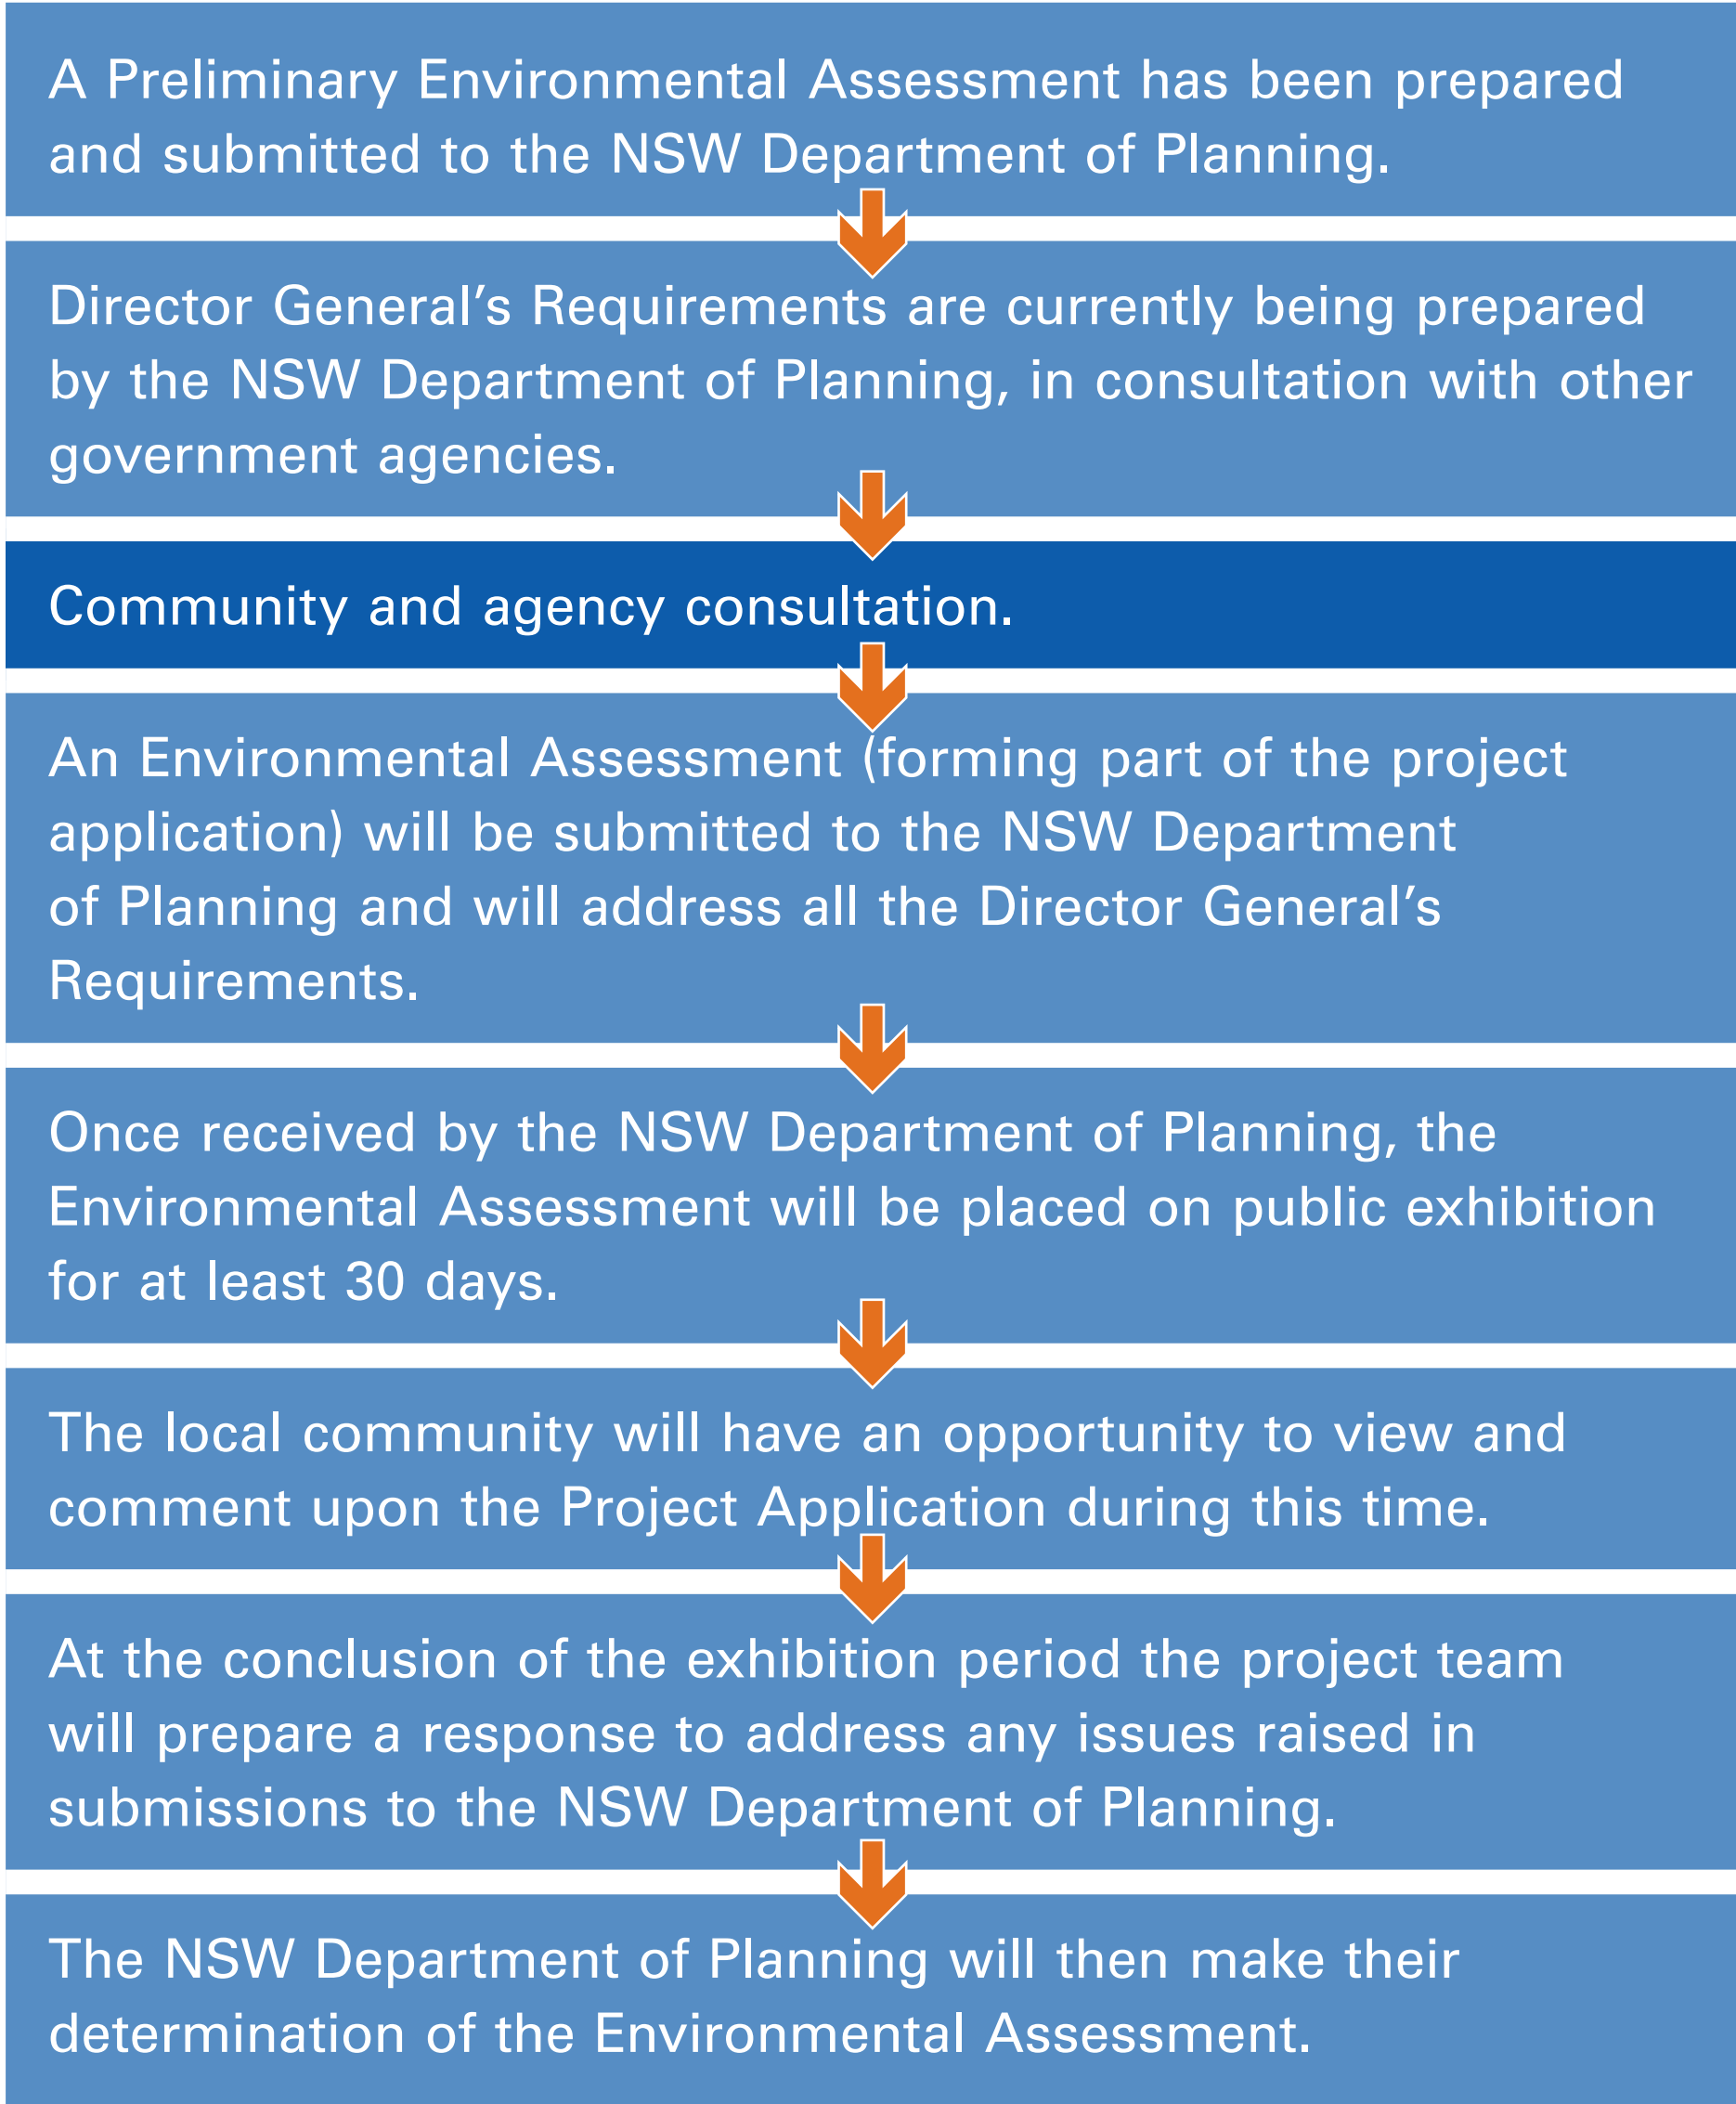 A Preliminary Environmental Assessment has been prepared
and submitted to the NSW Department of Planning.
Director General’s Requirements are currently being prepared
by the NSW Department of Planning, in consultation with other
government agencies.
Community and agency consultation.
An Environmental Assessment (forming part of the project
application) will be submitted to the NSW Department
of Planning and will address all the Director General’s
Requirements.
Once received by the NSW Department of Planning, the
Environmental Assessment will be placed on public exhibition
for at least 30 days.
The local community will have an opportunity to view and
comment upon the Project Application during this time.
At the conclusion of the exhibition period the project team
will prepare a response to address any issues raised in
submissions to the NSW Department of Planning.
The NSW Department of Planning will then make their
determination of the Environmental Assessment.